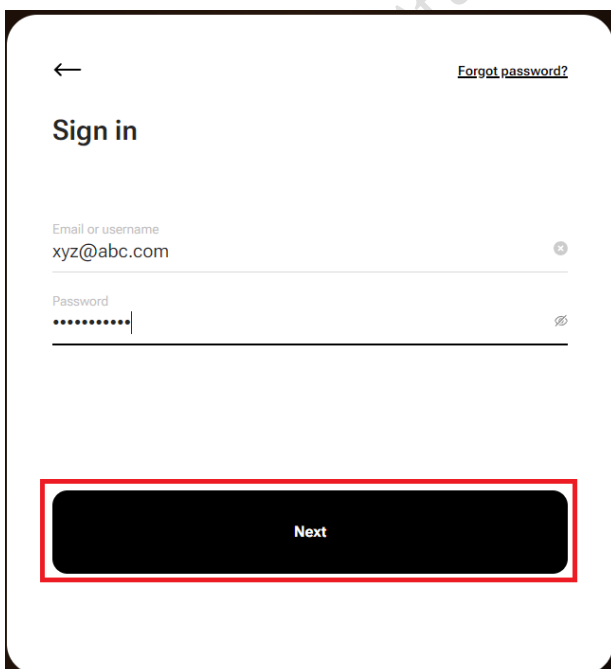 Forgot password?
Sign in
Email or username
xyz@abc.com
Password
•••••••••••
Next